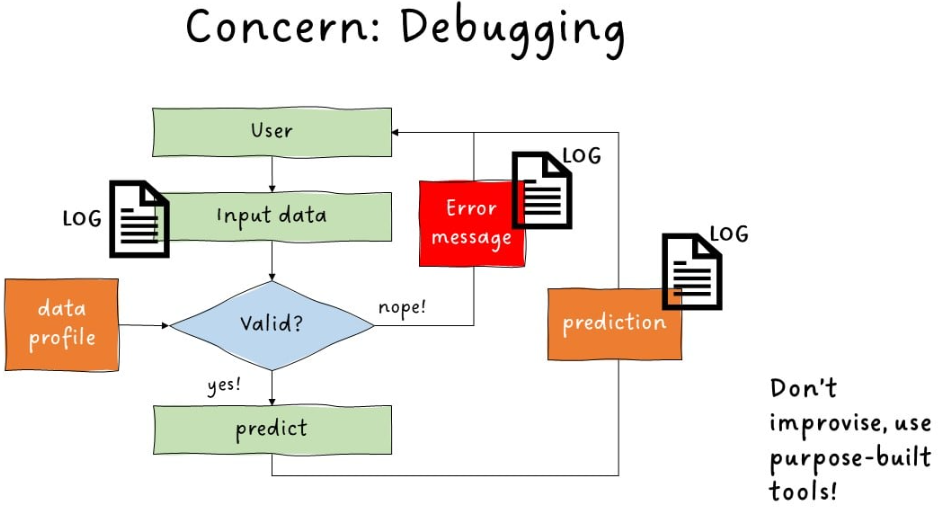 Concern: Debugging
User
LOG
Input data
LOG
Error
message
LOG
data
profile
Valid?
nope!
prediction
yes!
predict
Don't
improvise, use
purpose-built
tools!